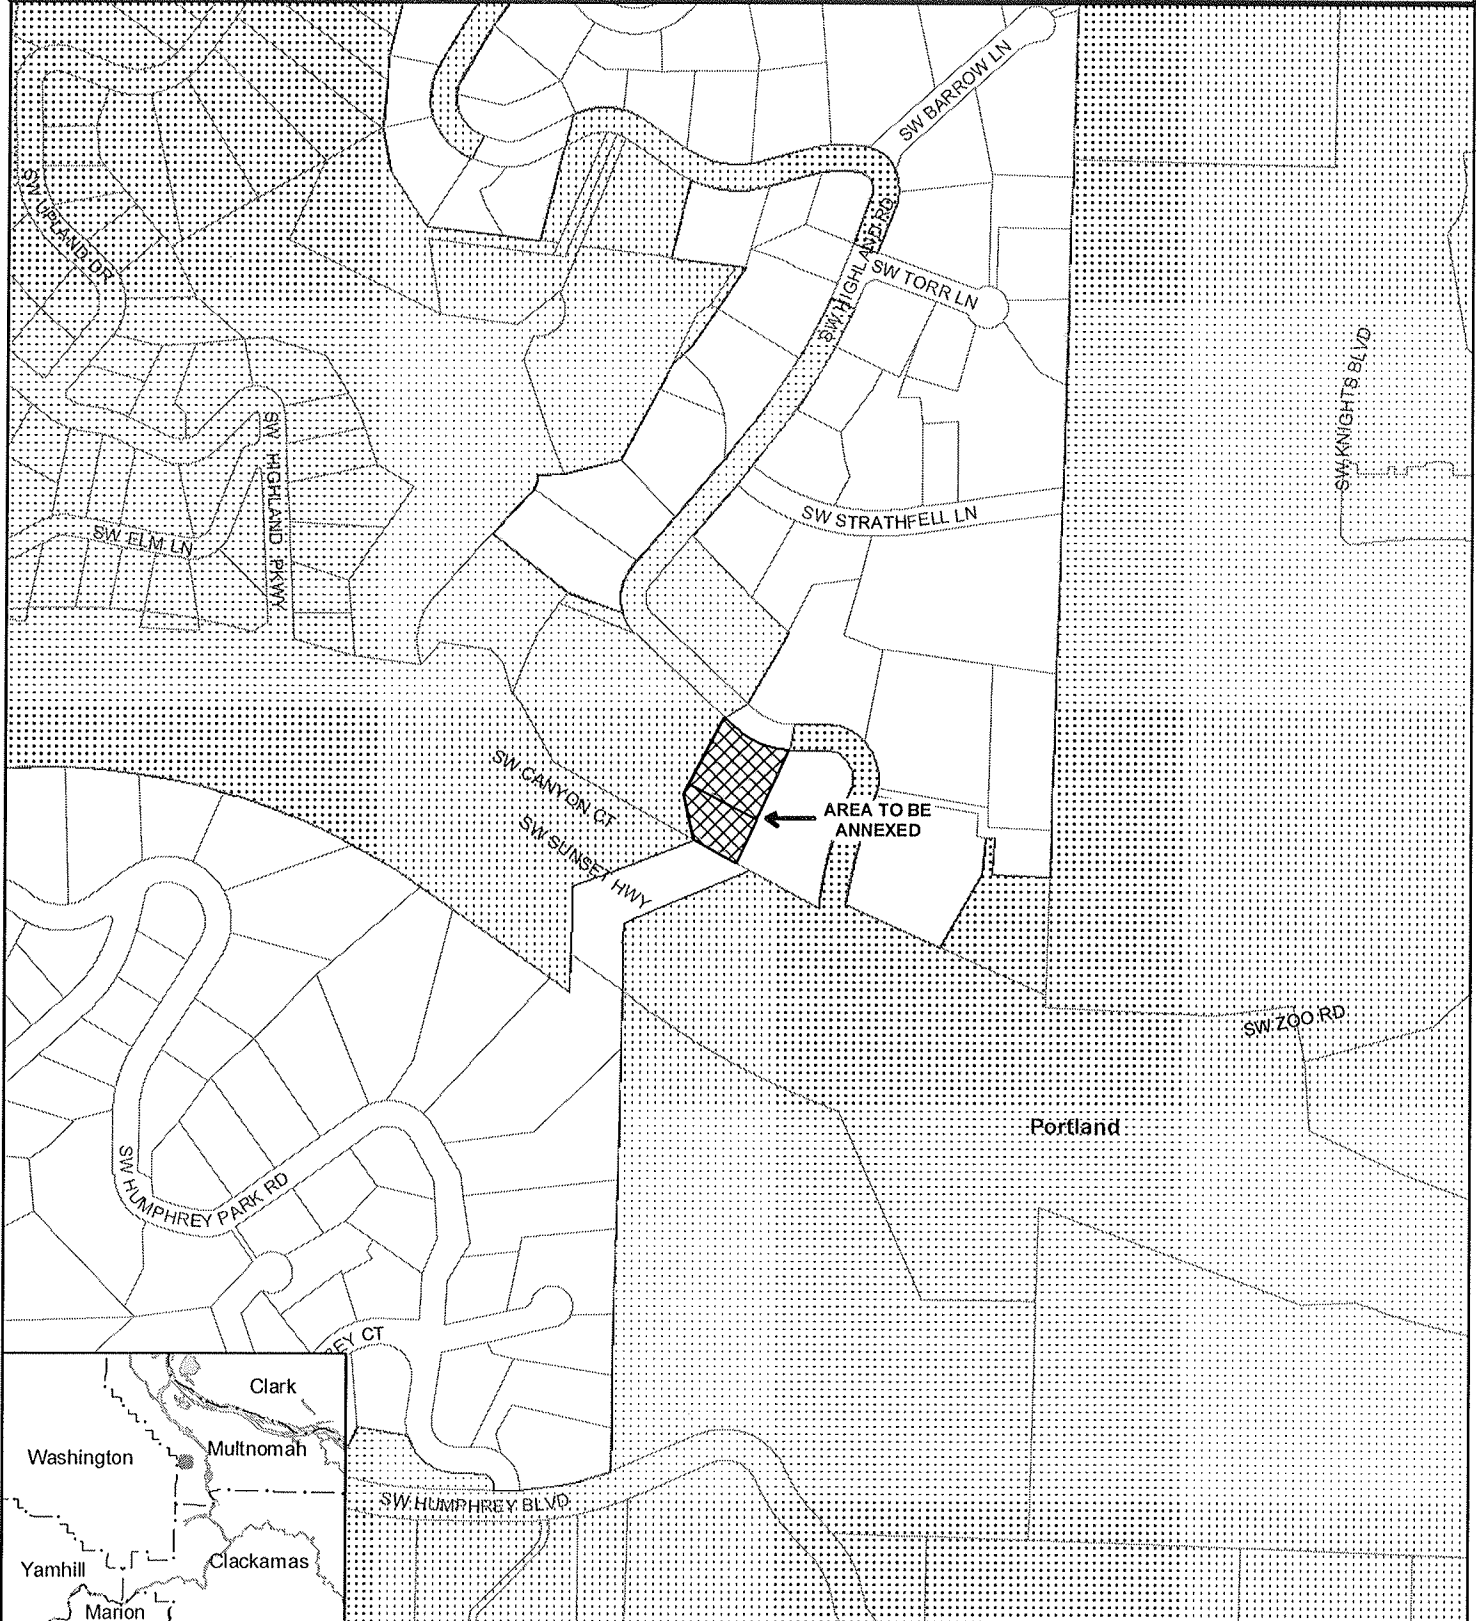 SW BARROW LN
SW UPLAND DR
SW HIGHLAND RD
SW TORR LN
SW KNIGHTS BLVD
SW HIGHLAND PKWY
SW STRATHFELL LN
SW ELM LN
SW CANYON CT
AREA TO BE
ANNEXED
SW SUNSET HWY
SW ZOO RD
Portland
SW HUMPHREY PARK RD
REY CT
Clark
Washington
Multnomah
SW HUMPHREY BLVD
Yamhill
Clackamas
Marion